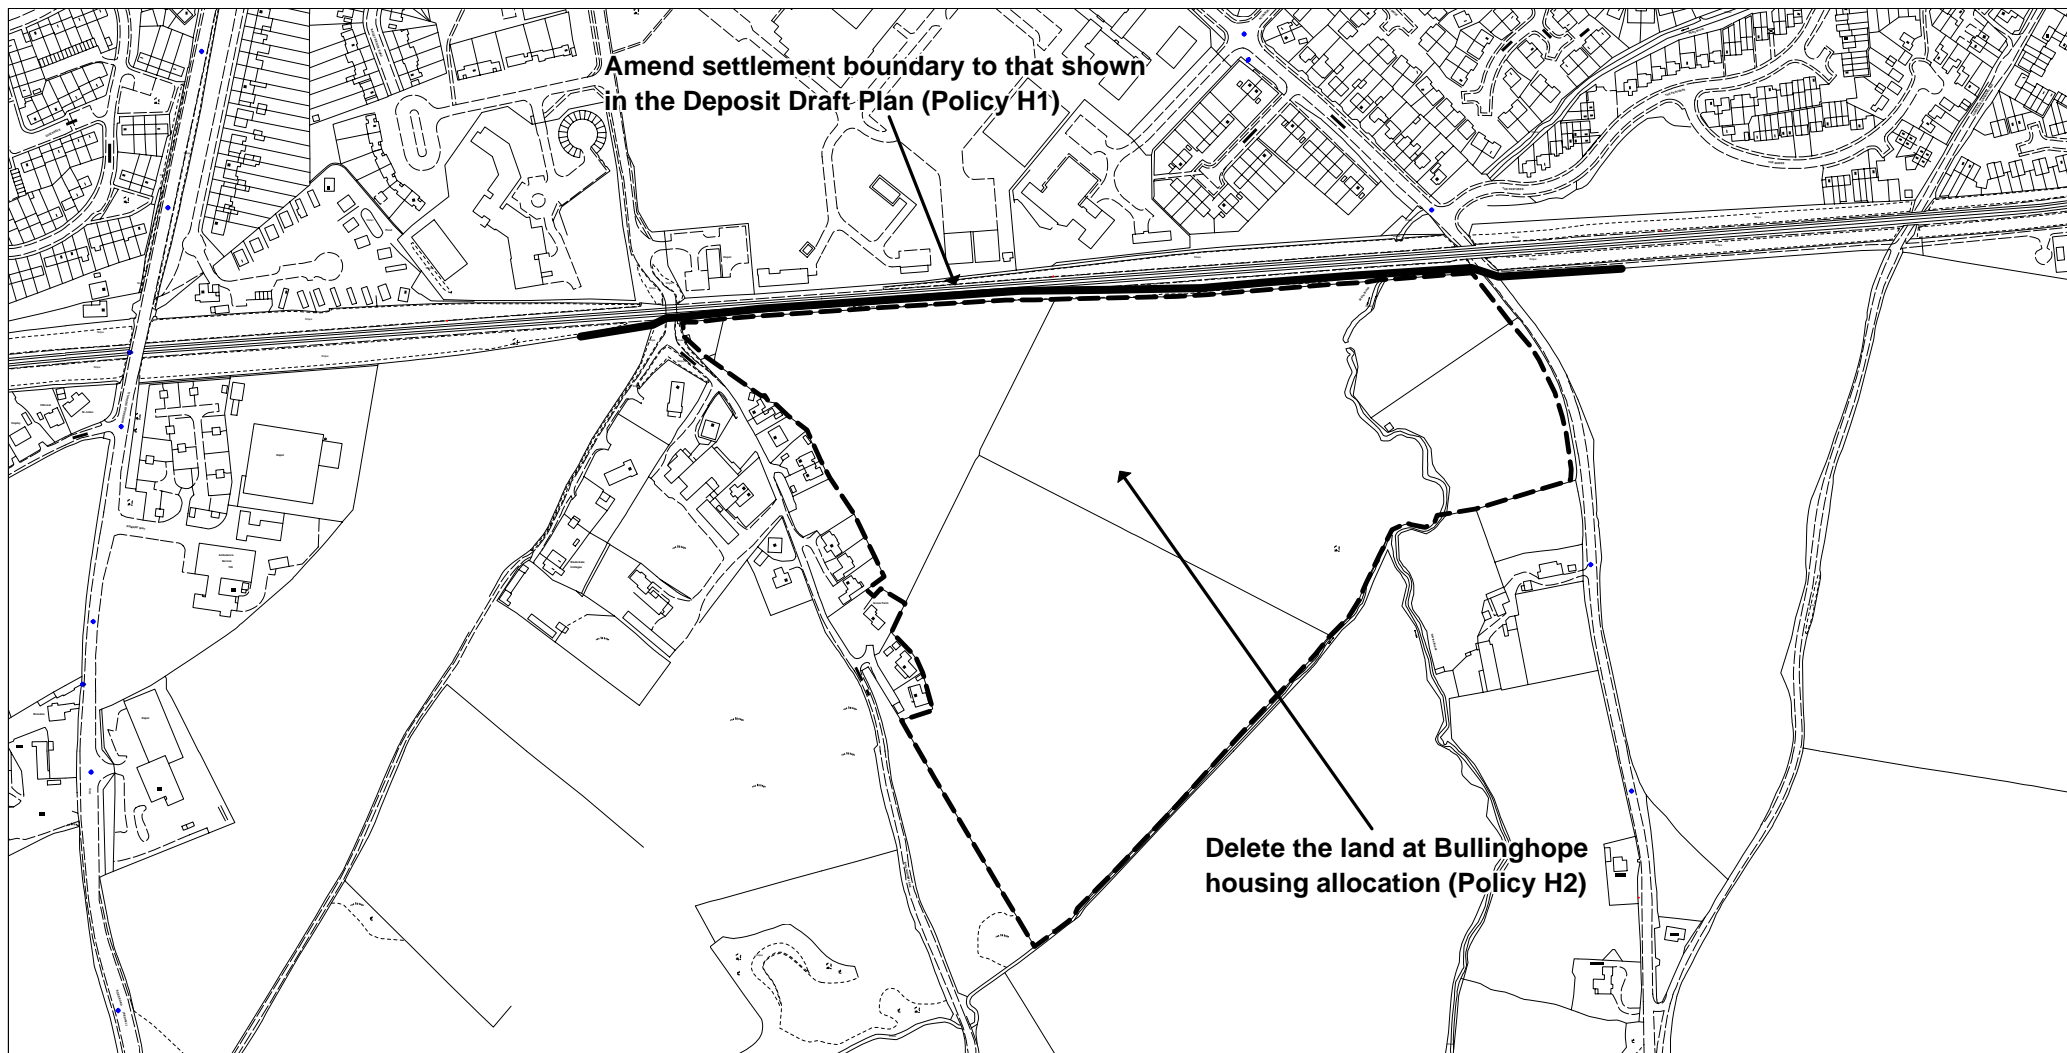 Amend settlement boundary to that shown
in the Deposit Draft Plan (Policy H1)
Delete the land at Bullinghope
housing allocation (Policy H2)